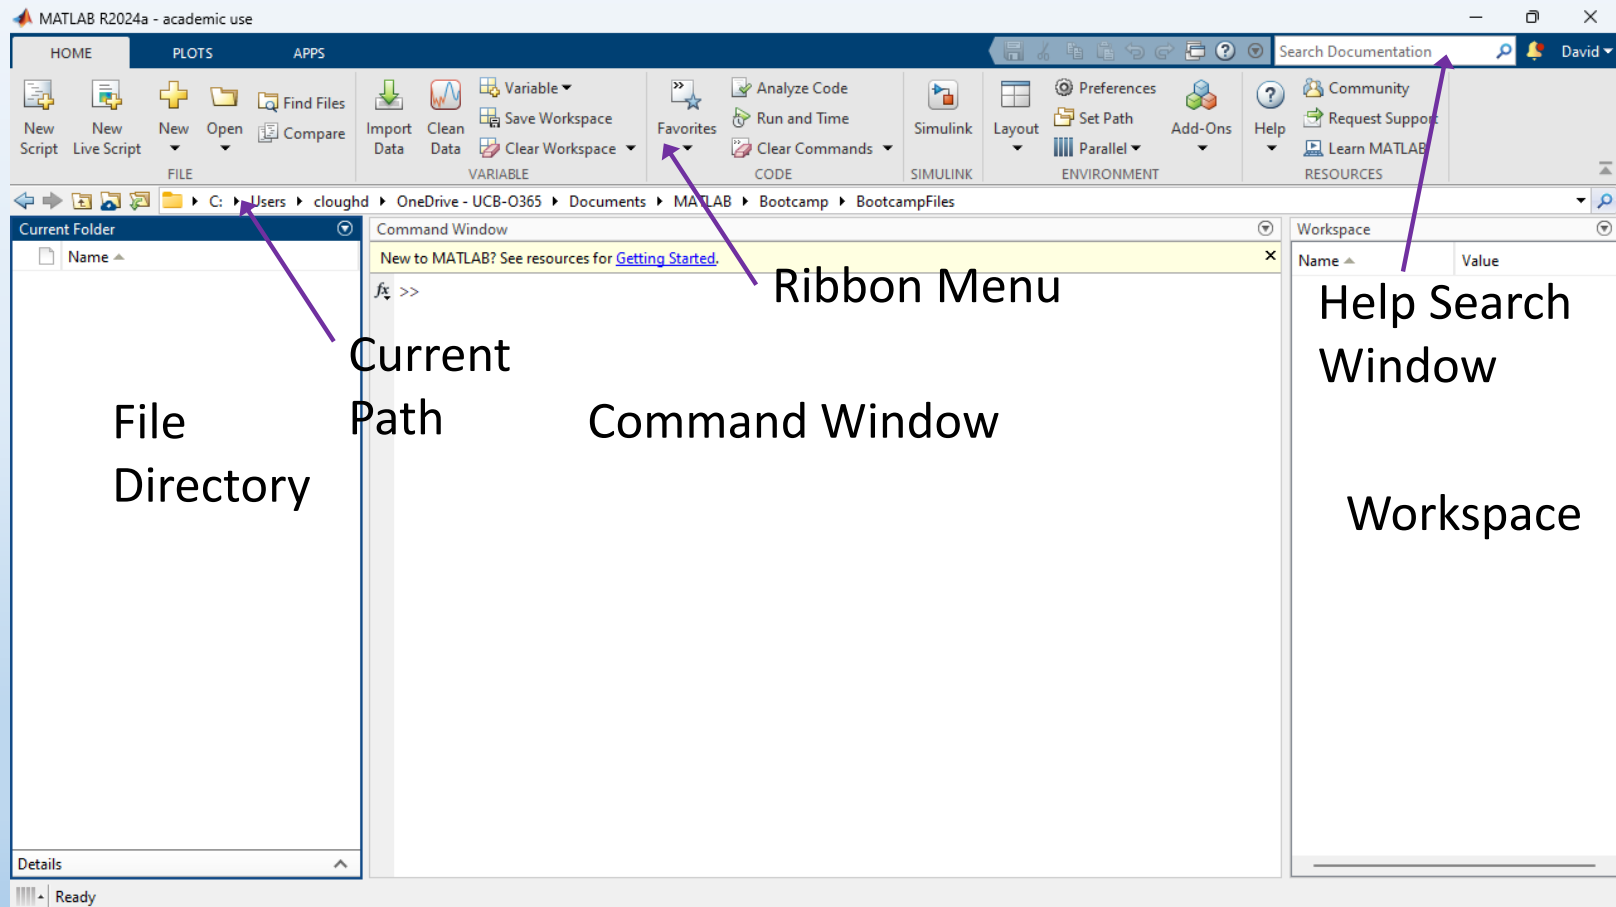 MATLAB R2024a - academic use
HOME PLOTS APPS
Search Documentation
David
New Script
New Live Script
New
Open
Find Files
Compare
FILE
Import Data
Clean Data
Variable
Save Workspace
Clear Workspace
VARIABLE
Favorites
Analyze Code
Run and Time
Clear Commands
CODE
Simulink
SIMULINK
Layout
Preferences
Set Path
Parallel
Add-Ons
ENVIRONMENT
Help
Community
Request Support
Learn MATLAB
RESOURCES
C: Users cloughd OneDrive - UCB-O365 Documents MATLAB Bootcamp BootcampFiles
Current Folder
Name
Command Window
New to MATLAB? See resources for Getting Started.
fx >>
Workspace
Name Value
Ribbon Menu
Help Search
Window
Current
Path
File
Directory
Command Window
Workspace
Details
Ready